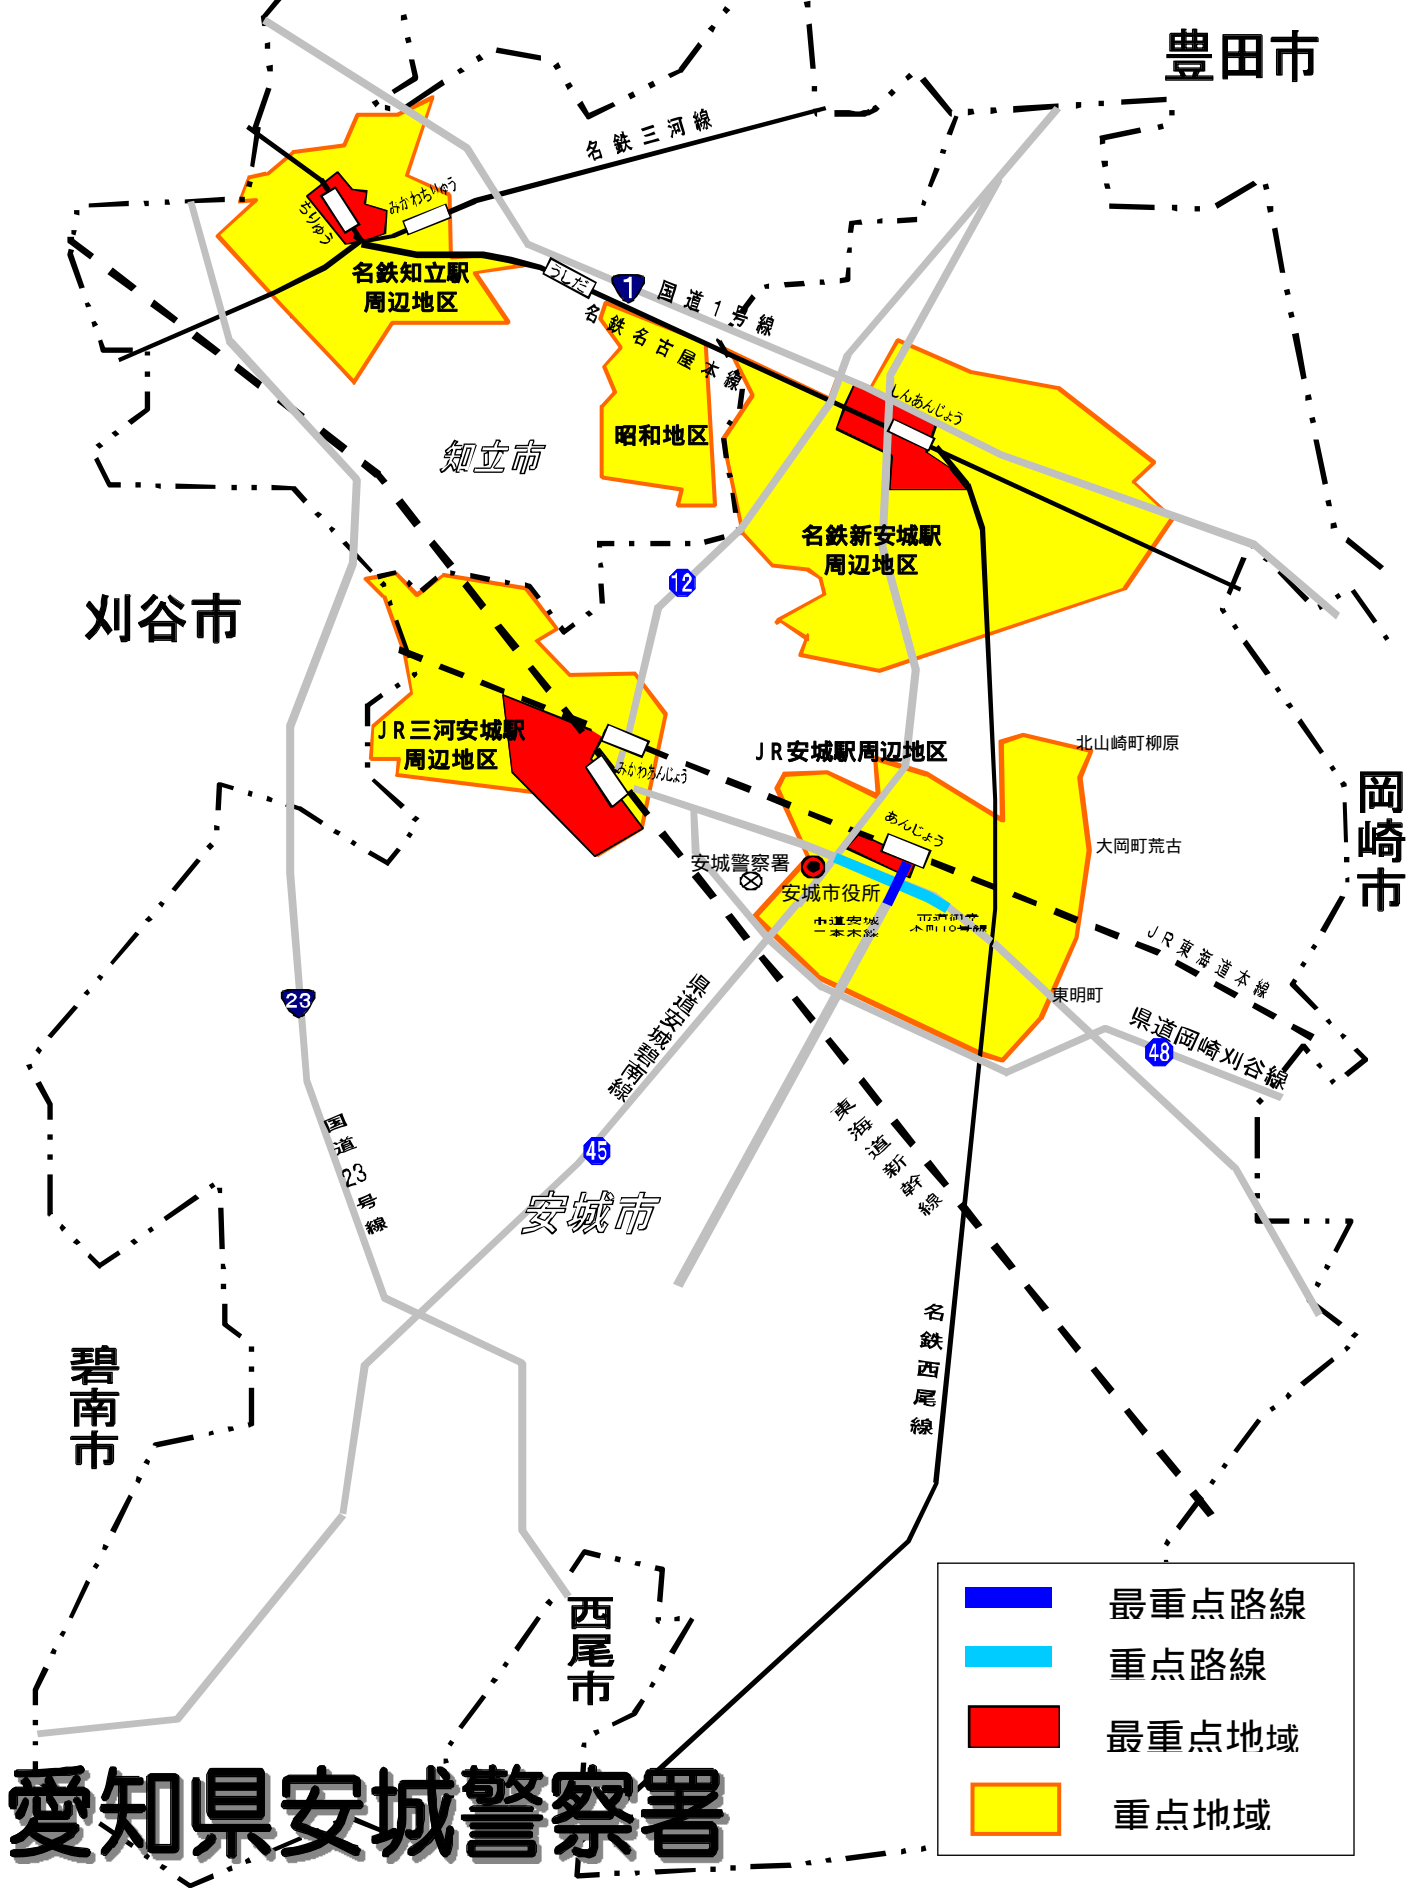 豊田市
名鉄三河線
みかわちりゅう
ちりゅう
名鉄知立駅
周辺地区
うしだ
1
国道1号線
名鉄名古屋本線
しんあんじょう
昭和地区
知立市
名鉄新安城駅
周辺地区
12
刈谷市
JR三河安城駅
周辺地区
みかわあんじょう
JR安城駅周辺地区
北山崎町柳原
岡崎市
あんじょう
大岡町荒古
安城警察署
安城市役所
JR東海道本線
東明町
県道岡崎刈谷線
48
23
県道安城碧南線
東海道新幹線
国道23号線
45
安城市
名鉄西尾線
碧南市
西尾市
最重点路線
重点路線
最重点地域
重点地域
愛知県安城警察署